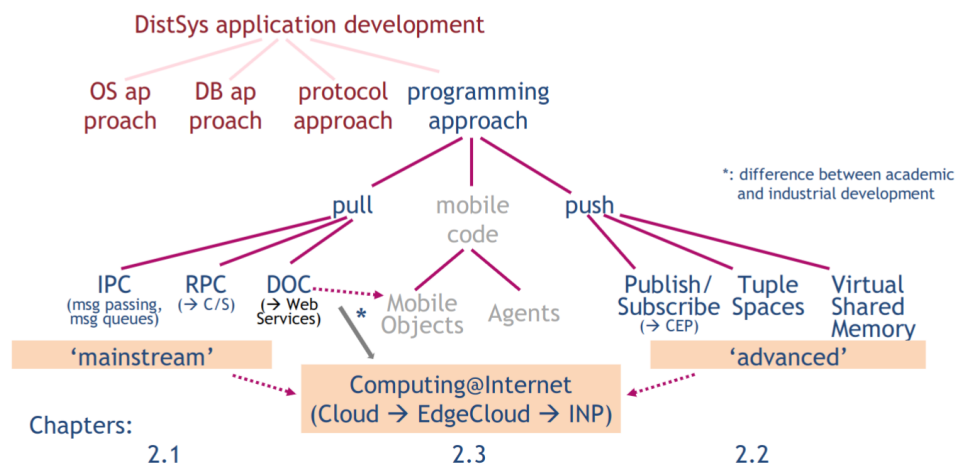 DistSys application development
OS ap
proach
DB ap
proach
protocol
approach
programming
approach
*: difference between academic
and industrial development
pull
mobile
code
push
IPC
(msg passing,
msg queues)
RPC
(→ C/S)
DOC
(→ Web
Services)
*
Mobile
Objects
Agents
Publish/
Subscribe
(→ CEP)
Tuple
Spaces
Virtual
Shared
Memory
‘mainstream’
‘advanced’
Computing@Internet
(Cloud → EdgeCloud → INP)
Chapters:
2.1
2.3
2.2